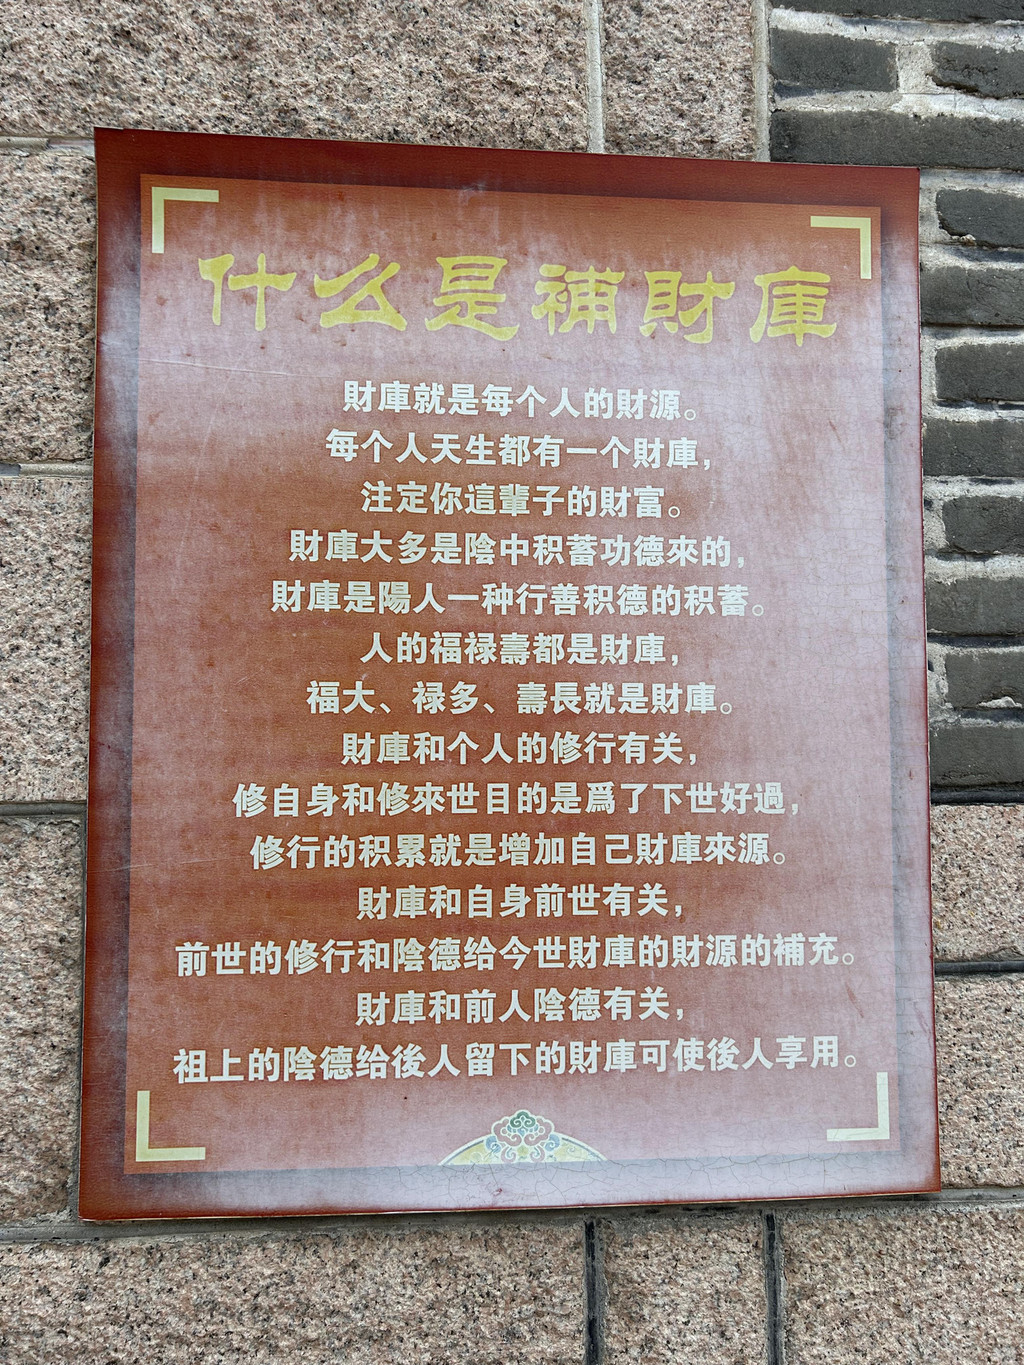 什么是補財庫
財庫就是每个人的財源。
每个人天生都有一个財庫，
注定你這輩子的財富。
財庫大多是陰中积蓄功德來的，
財庫是陽人一种行善积德的积蓄。
人的福禄壽都是財庫，
福大、禄多、壽長就是財庫。
財庫和个人的修行有关，
修自身和修來世目的是爲了下世好過，
修行的积累就是增加自己財庫來源。
財庫和自身前世有关，
前世的修行和陰德给今世財庫的財源的補充。
財庫和前人陰德有关，
祖上的陰德给後人留下的財庫可使後人享用。